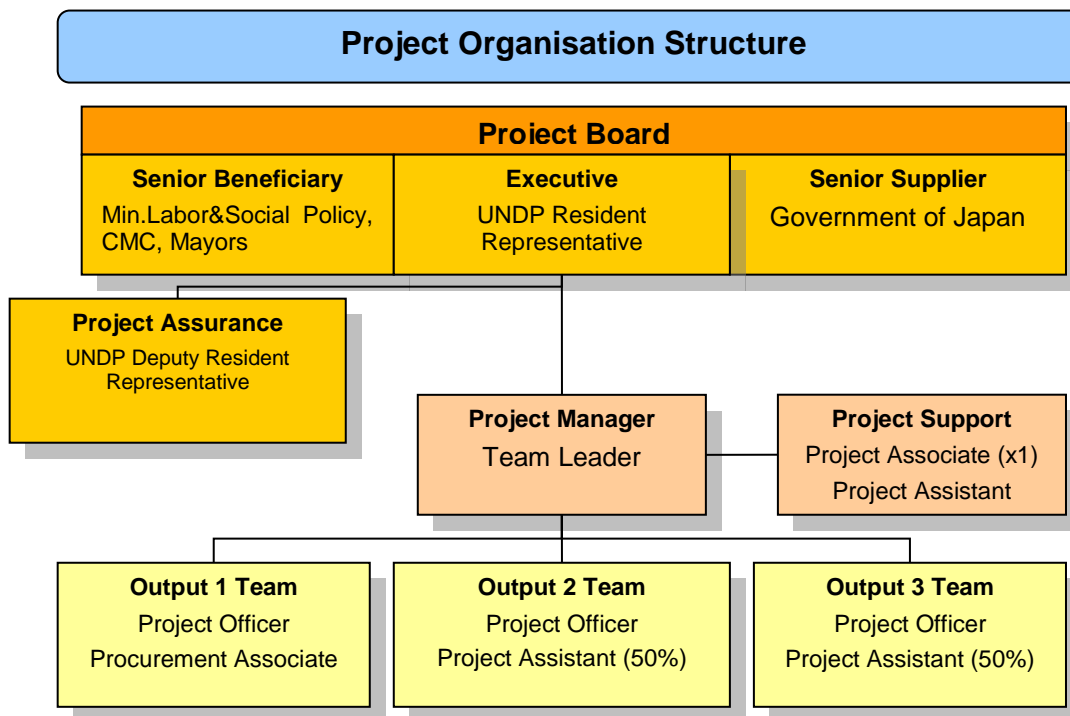 Project Organisation Structure
Project Board
Senior Beneficiary
Min.Labor&Social Policy,
CMC, Mayors
Executive
UNDP Resident
Representative
Senior Supplier
Government of Japan
Project Assurance
UNDP Deputy Resident
Representative
Project Manager
Team Leader
Project Support
Project Associate (x1)
Project Assistant
Output 1 Team
Project Officer
Procurement Associate
Output 2 Team
Project Officer
Project Assistant (50%)
Output 3 Team
Project Officer
Project Assistant (50%)